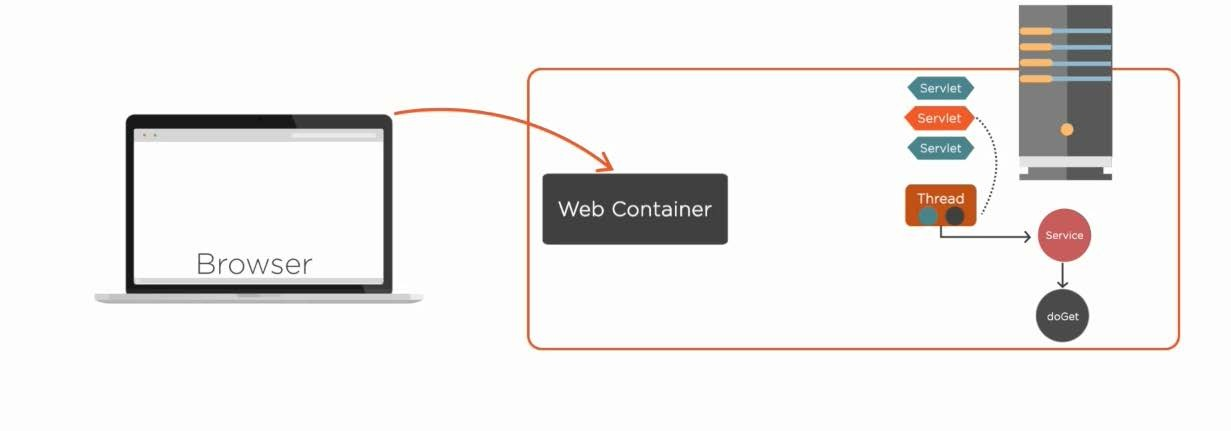 Browser
Web Container
Servlet
Servlet
Servlet
Thread
Service
doGet